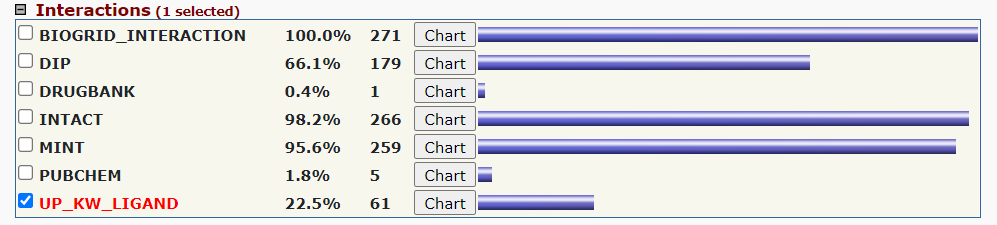 Interactions (1 selected)
BIOGRID_INTERACTION 100.0% 271 Chart
DIP 66.1% 179 Chart
DRUGBANK 0.4% 1 Chart
INTACT 98.2% 266 Chart
MINT 95.6% 259 Chart
PUBCHEM 1.8% 5 Chart
UP_KW_LIGAND 22.5% 61 Chart